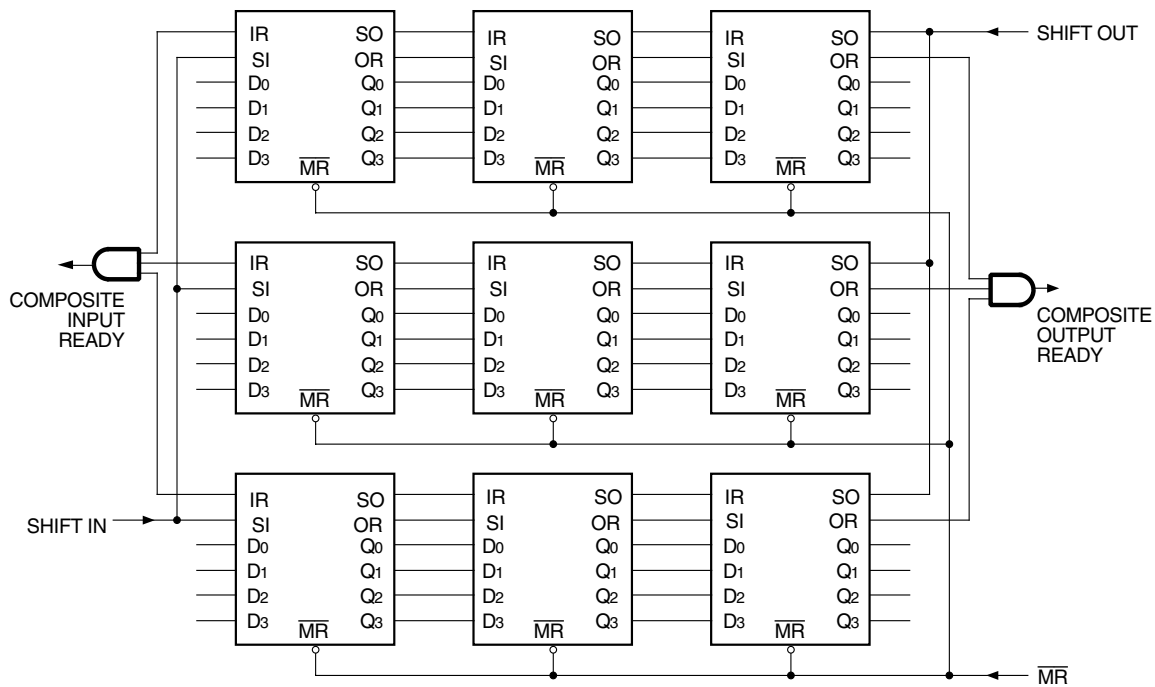 IR SO IR SO IR SO SHIFT OUT
SI OR SI OR SI OR
D0 Q0 D0 Q0 D0 Q0
D1 Q1 D1 Q1 D1 Q1
D2 Q2 D2 Q2 D2 Q2
D3 Q3 D3 Q3 D3 Q3
MR MR MR
IR SO IR SO IR SO
SI OR SI OR SI OR
D0 Q0 D0 Q0 D0 Q0
D1 Q1 D1 Q1 D1 Q1
D2 Q2 D2 Q2 D2 Q2
D3 Q3 D3 Q3 D3 Q3
MR MR MR
COMPOSITE
INPUT
READY
COMPOSITE
OUTPUT
READY
IR SO IR SO IR SO
SHIFT IN SI OR SI OR SI OR
D0 Q0 D0 Q0 D0 Q0
D1 Q1 D1 Q1 D1 Q1
D2 Q2 D2 Q2 D2 Q2
D3 Q3 D3 Q3 D3 Q3
MR MR MR
MR